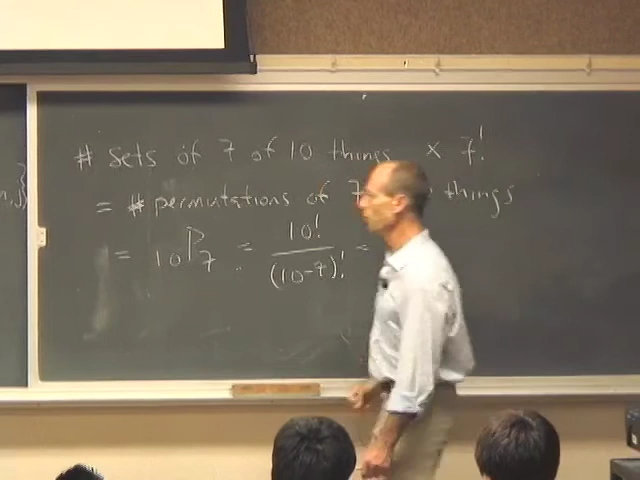 # sets of 7 of 10 things × 7!
= # permutations of 7 things
= 10P7 = 10! / (10-7)! =